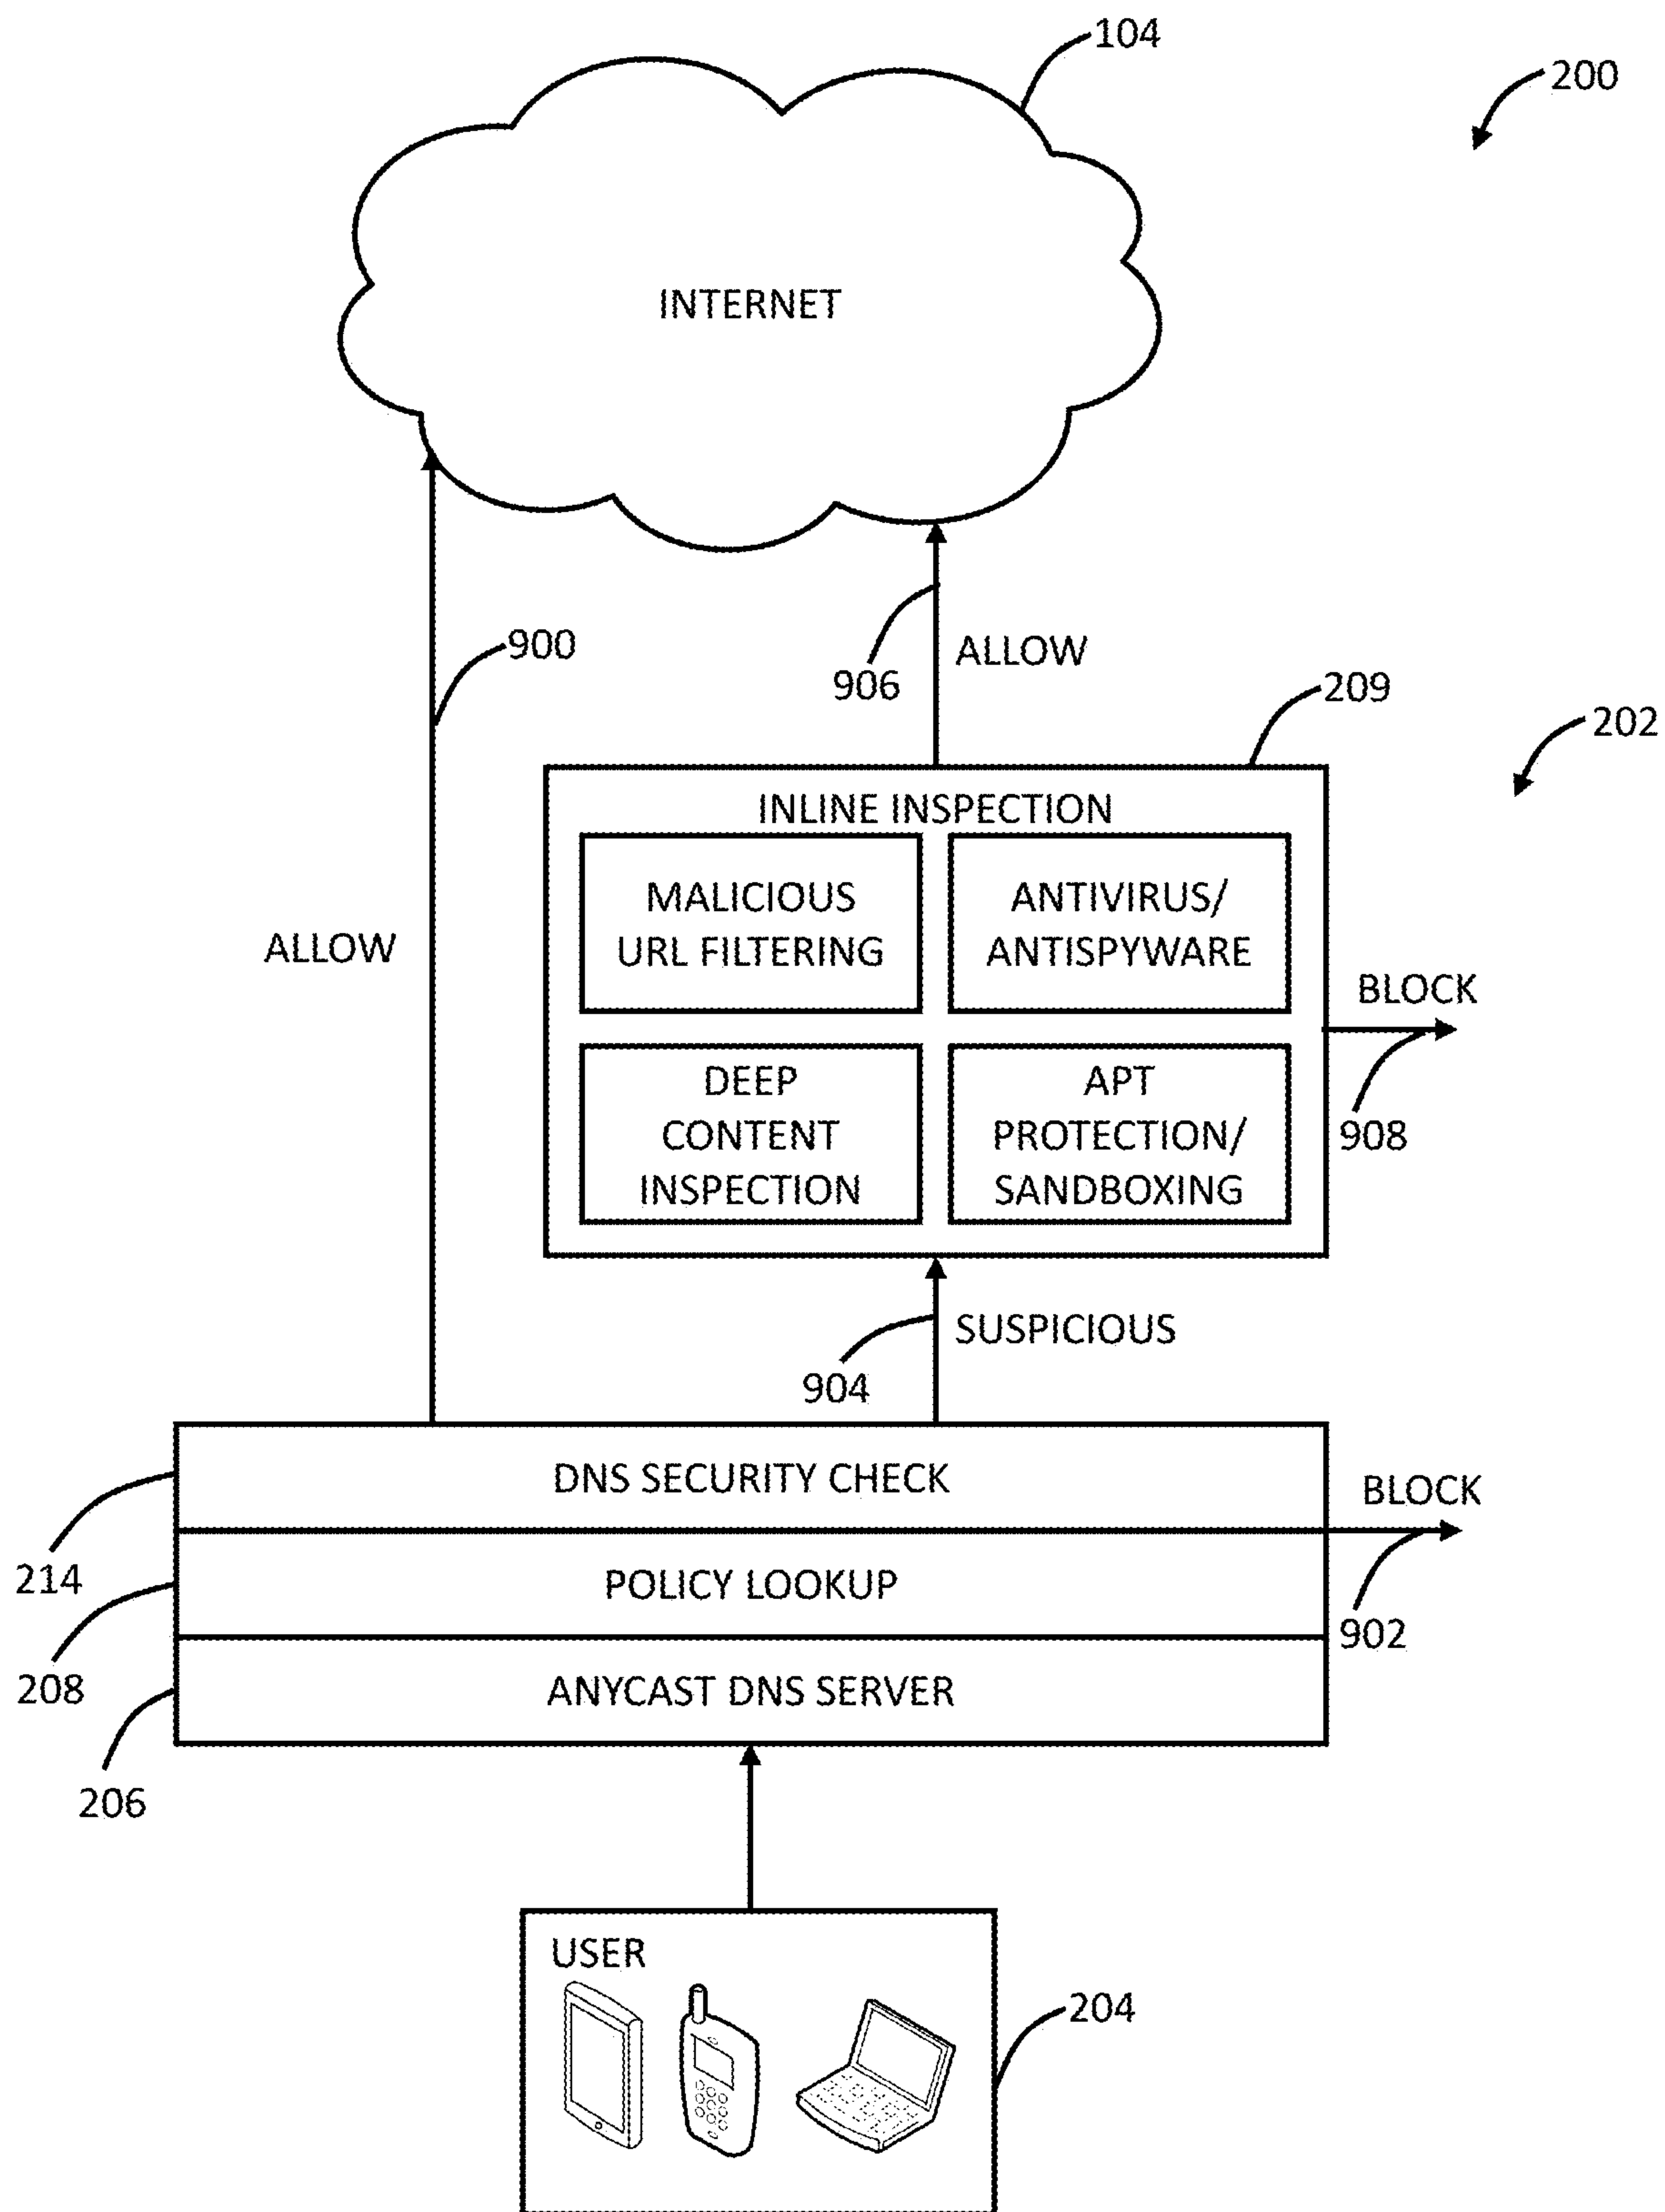 104
200
INTERNET
900
906
ALLOW
209
202
INLINE INSPECTION
MALICIOUS
URL FILTERING
ANTIVIRUS/
ANTISPYWARE
ALLOW
BLOCK
DEEP
CONTENT
INSPECTION
APT
PROTECTION/
SANDBOXING
908
SUSPICIOUS
904
DNS SECURITY CHECK
BLOCK
214
POLICY LOOKUP
902
208
ANYCAST DNS SERVER
206
USER
204